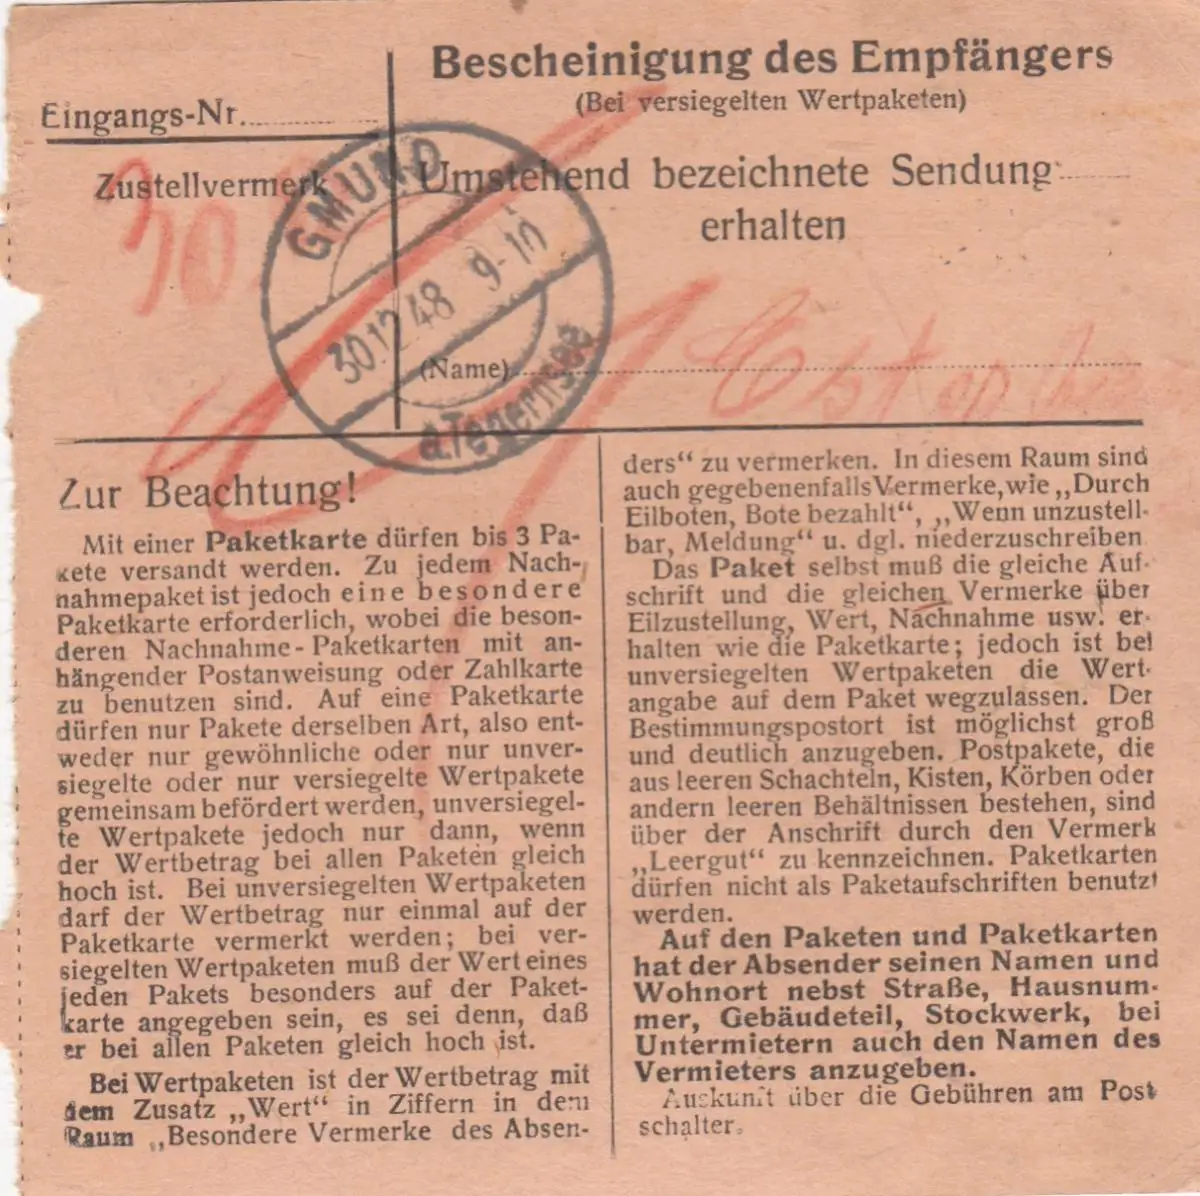 Bescheinigung des Empfängers
(Bei versiegelten Wertpaketen)
Eingangs-Nr.
Zustellvermerk
Umstehend bezeichnete Sendung
erhalten
(Name)
GMUND
30.12.48 9-10
a.Tegernsee
30
Zur Beachtung!
Mit einer Paketkarte dürfen bis 3 Pa-
kete versandt werden. Zu jedem Nach-
nahmepaket ist jedoch eine besondere
Paketkarte erforderlich, wobei die beson-
deren Nachnahme-Paketkarten mit an-
hängender Postanweisung oder Zahlkarte
zu benutzen sind. Auf eine Paketkarte
dürfen nur Pakete derselben Art, also ent-
weder nur gewöhnliche oder nur unver-
siegelte oder nur versiegelte Wertpakete
gemeinsam befördert werden, unversiegel-
te Wertpakete jedoch nur dann, wenn
der Wertbetrag bei allen Paketen gleich
hoch ist. Bei unversiegelten Wertpaketen
darf der Wertbetrag nur einmal auf der
Paketkarte vermerkt werden; bei ver-
siegelten Wertpaketen muß der Wert eines
jeden Pakets besonders auf der Paket-
karte angegeben sein, es sei denn, daß
er bei allen Paketen gleich hoch ist.
Bei Wertpaketen ist der Wertbetrag mit
dem Zusatz „Wert“ in Ziffern in dem
Raum „Besondere Vermerke des Absen-
ders“ zu vermerken. In diesem Raum sind
auch gegebenenfalls Vermerke, wie „Durch
Eilboten, Bote bezahlt“, „Wenn unzustell-
bar, Meldung“ u. dgl. niederzuschreiben
Das Paket selbst muß die gleiche Auf-
schrift und die gleichen Vermerke über
Eilzustellung, Wert, Nachnahme usw. er-
halten wie die Paketkarte; jedoch ist bei
unversiegelten Wertpaketen die Wert-
angabe auf dem Paket wegzulassen. Der
Bestimmungspostort ist möglichst groß
und deutlich anzugeben. Postpakete, die
aus leeren Schachteln, Kisten, Körben oder
andern leeren Behältnissen bestehen, sind
über der Anschrift durch den Vermerk
„Leergut“ zu kennzeichnen. Paketkarten
dürfen nicht als Paketaufschriften benutzt
werden.
Auf den Paketen und Paketkarten
hat der Absender seinen Namen und
Wohnort nebst Straße, Hausnum-
mer, Gebäudeteil, Stockwerk, bei
Untermietern auch den Namen des
Vermieters anzugeben.
Auskunft über die Gebühren am Post
schalter.